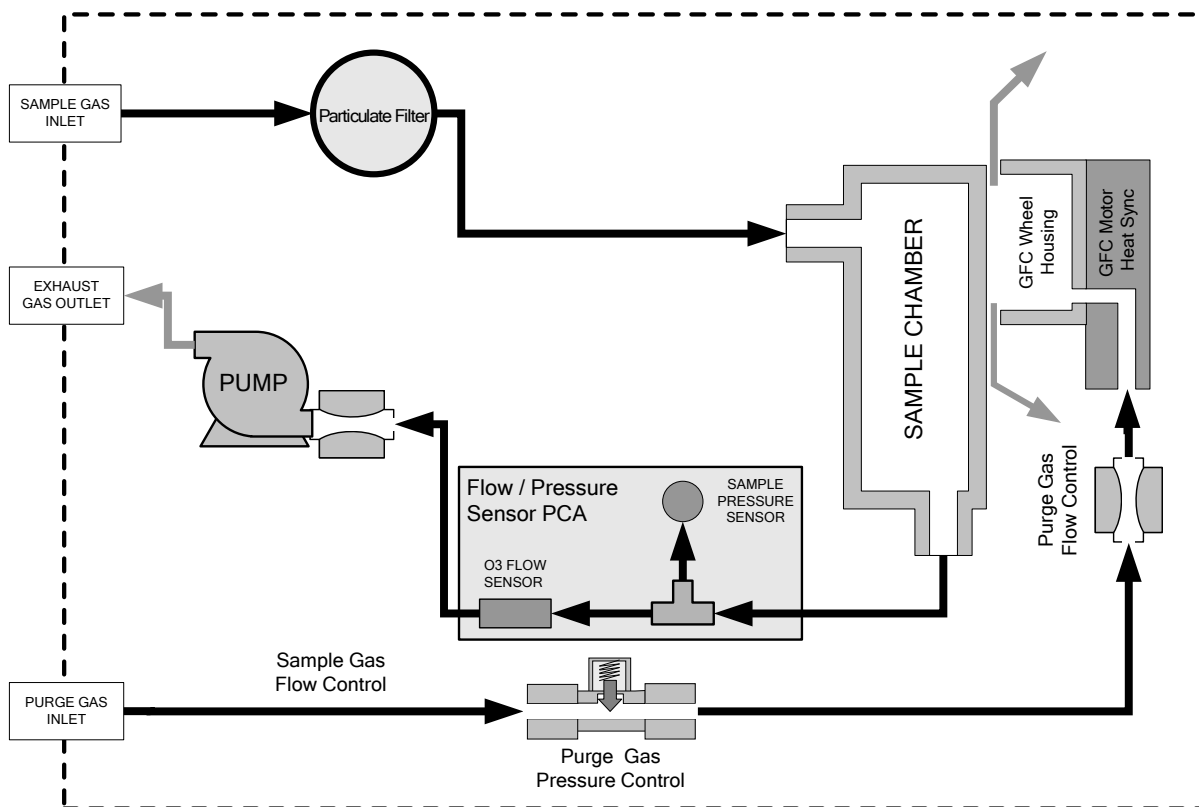 SAMPLE GAS
INLET
Particulate Filter
EXHAUST
GAS OUTLET
PUMP
SAMPLE CHAMBER
GFC Wheel
Housing
GFC Motor
Heat Sync
Flow / Pressure
Sensor PCA
SAMPLE
PRESSURE
SENSOR
O3 FLOW
SENSOR
Purge Gas
Flow Control
Sample Gas
Flow Control
PURGE GAS
INLET
Purge Gas
Pressure Control